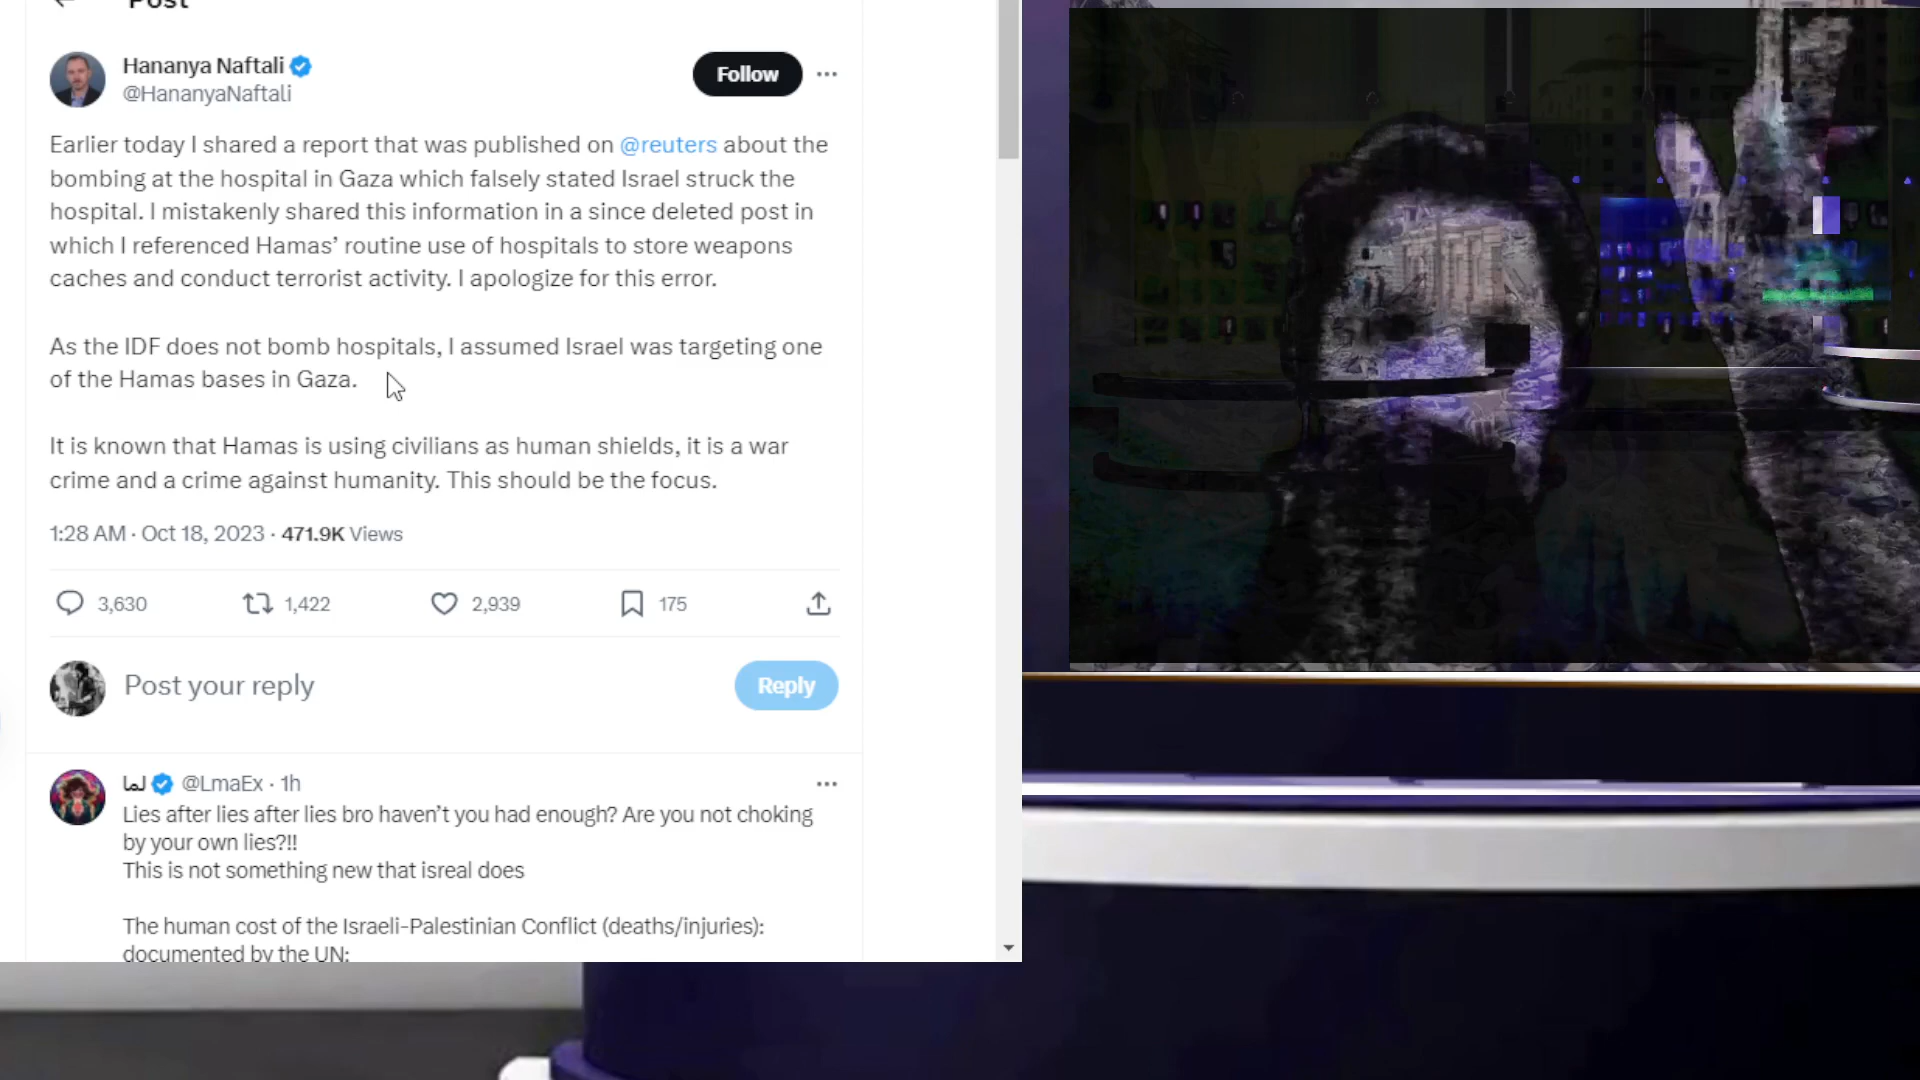 Post
Hananya Naftali
@HananyaNaftali
Follow
Earlier today I shared a report that was published on @reuters about the
bombing at the hospital in Gaza which falsely stated Israel struck the
hospital. I mistakenly shared this information in a since deleted post in
which I referenced Hamas’ routine use of hospitals to store weapons
caches and conduct terrorist activity. I apologize for this error.
As the IDF does not bomb hospitals, I assumed Israel was targeting one
of the Hamas bases in Gaza.
It is known that Hamas is using civilians as human shields, it is a war
crime and a crime against humanity. This should be the focus.
1:28 AM · Oct 18, 2023 · 471.9K Views
3,630 1,422 2,939 175
Post your reply
Reply
لما @LmaEx · 1h
Lies after lies after lies bro haven’t you had enough? Are you not choking
by your own lies?!!
This is not something new that isreal does
The human cost of the Israeli-Palestinian Conflict (deaths/injuries):
documented by the UN: